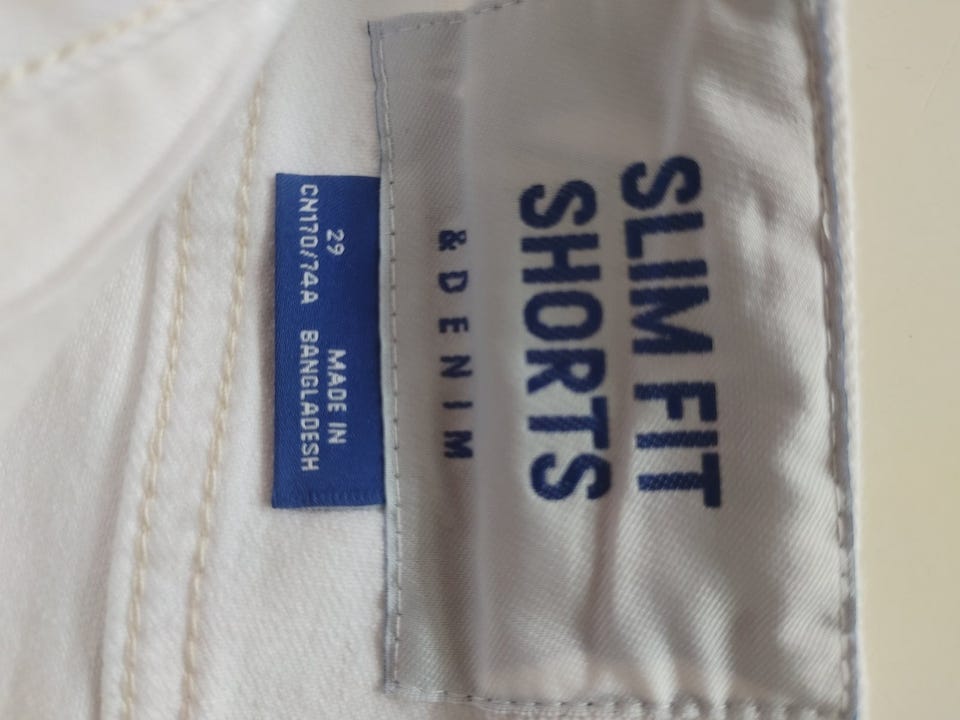 SLIM FIT
SHORTS
&DENIM
29 MADE IN
CN170/74A BANGLADESH